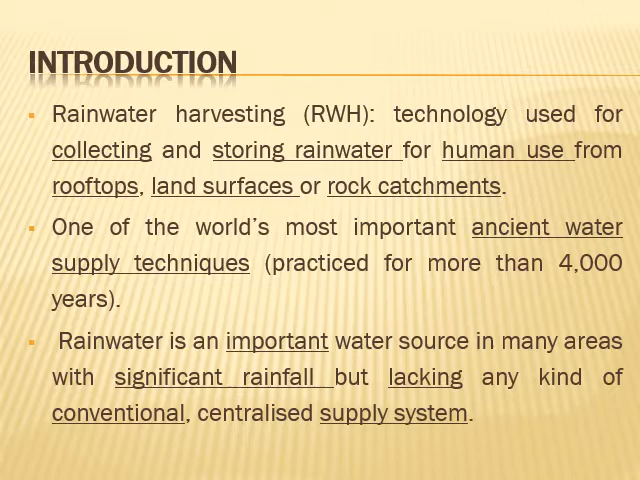 INTRODUCTION
Rainwater harvesting (RWH): technology used for
collecting and storing rainwater for human use from
rooftops, land surfaces or rock catchments.
One of the world’s most important ancient water
supply techniques (practiced for more than 4,000
years).
Rainwater is an important water source in many areas
with significant rainfall but lacking any kind of
conventional, centralised supply system.